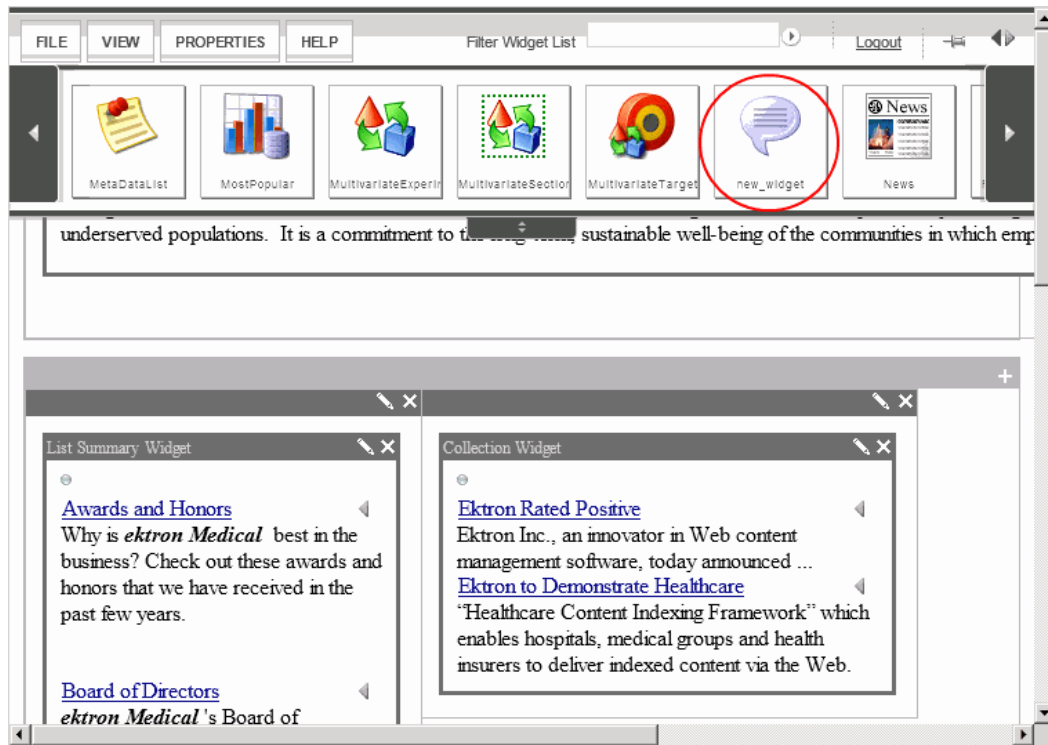 FILE VIEW PROPERTIES HELP Filter Widget List Logout
News
MetaDataList MostPopular MultivariateExperir MultivariateSection MultivariateTarget new_widget News
underserved populations. It is a commitment to sustainable well-being of the communities in which emp
List Summary Widget
Awards and Honors
Why is ektron Medical best in the
business? Check out these awards and
honors that we have received in the
past few years.
Board of Directors
ektron Medical 's Board of
Collection Widget
Ektron Rated Positive
Ektron Inc., an innovator in Web content
management software, today announced ...
Ektron to Demonstrate Healthcare
“Healthcare Content Indexing Framework” which
enables hospitals, medical groups and health
insurers to deliver indexed content via the Web.